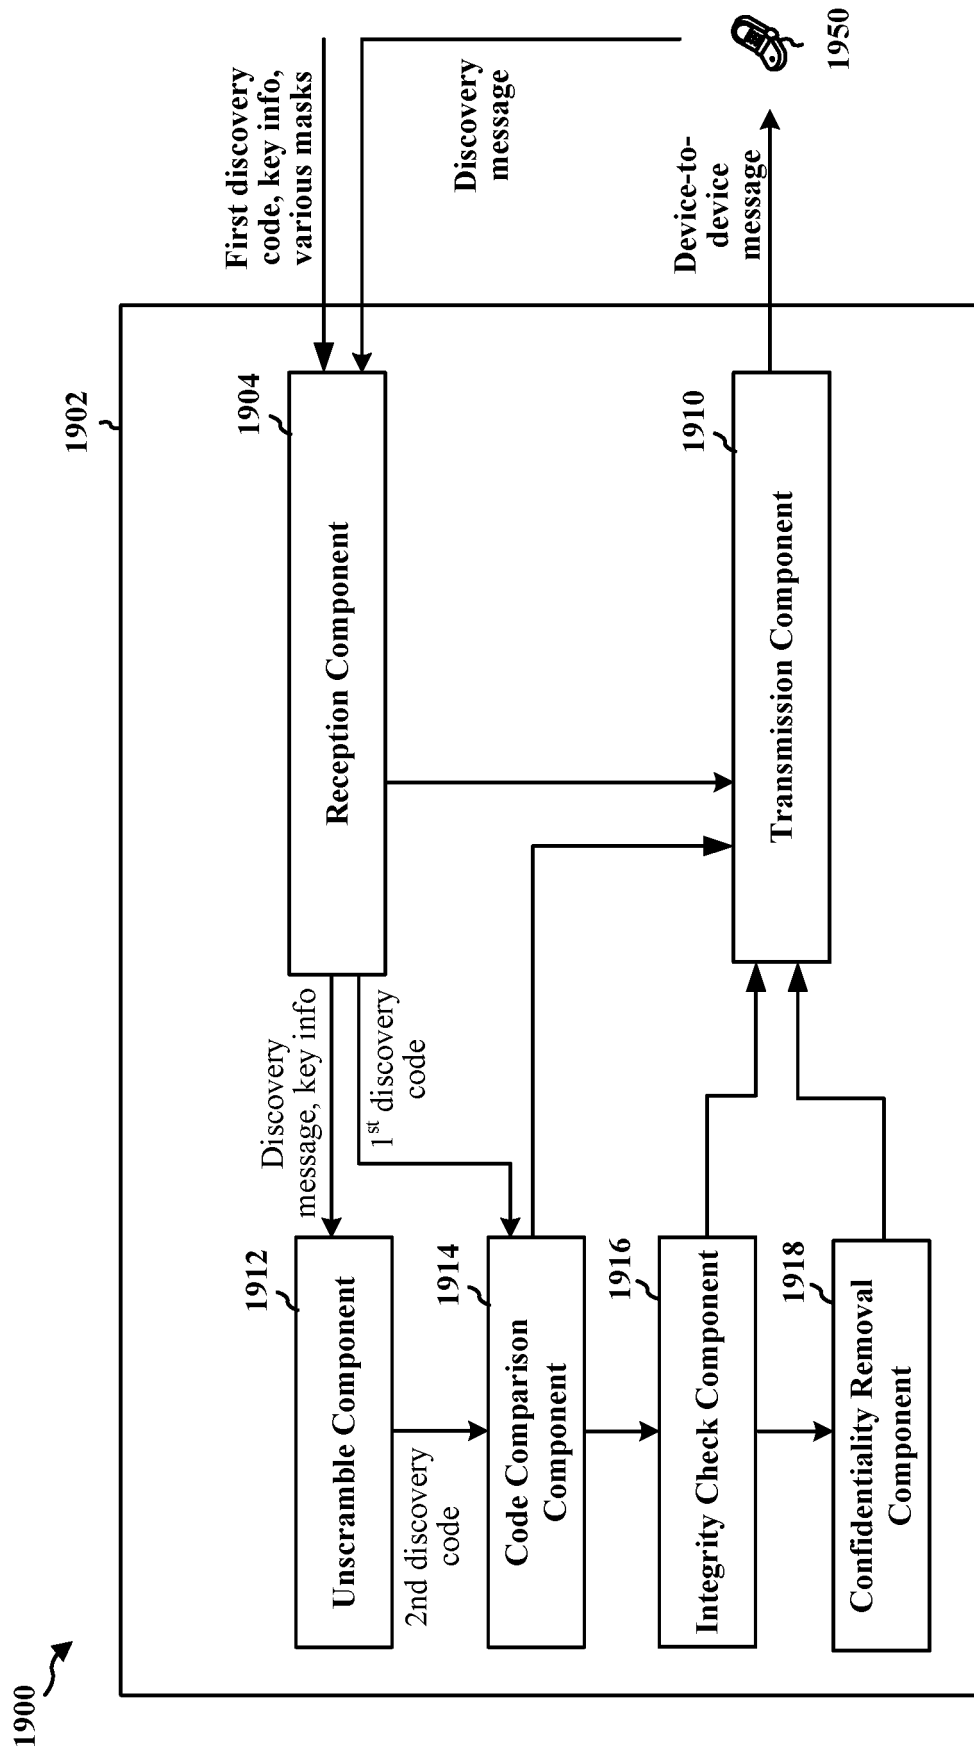 1900
1902
First discovery
code, key info,
various masks
Discovery
message
1950
Device-to-
device
message
1904
Reception Component
1910
Transmission Component
Discovery
message, key info
1st discovery
code
1912
Unscramble Component
2nd discovery
code
1914
Code Comparison
Component
1916
Integrity Check Component
1918
Confidentiality Removal
Component